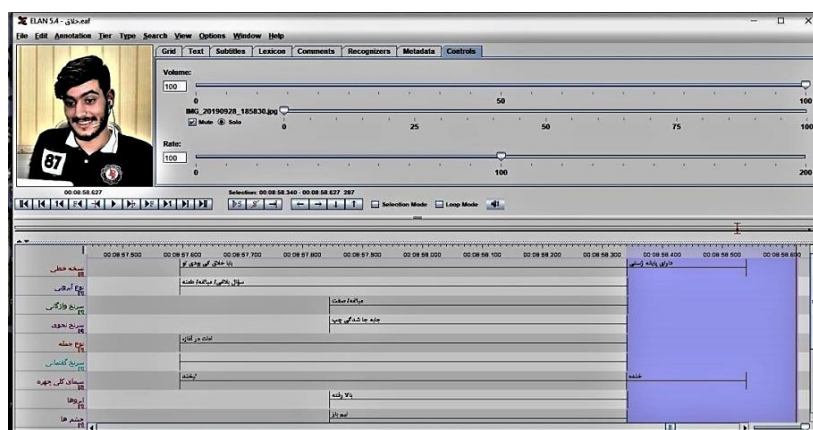 ELAN 5.4 - خلاق.eaf
File Edit Annotation Tier Type Search View Options Window Help
Grid Text Subtitles Lexicon Comments Recognizers Metadata Controls
Volume:
100
0 50 100
IMG_20190928_185830.jpg
Mute Solo
0 25 50 75 100
Rate:
100
0 100 200
87
00:08:58.627
Selection: 00:08:58.340 - 00:08:58.627 287
Selection Mode Loop Mode
00:08:57.500 00:08:57.600 00:08:57.700 00:08:57.800 00:08:57.900 00:08:58.000 00:08:58.100 00:08:58.200 00:08:58.300 00:08:58.400 00:08:58.500 00:08:58.600
نسخه خطی
بابا خلاق کی بودی تو
دارای پایانه ژستی
نوع آیرونی
سؤال بلاغی/ مبالغه/ طعنه
سرنخ واژگانی
مبالغه/ صفت
سرنخ نحوی
جابه جا شدگی چپ
نوع جمله
سرنخ گفتمانی
سیمای کلی چهره
لبخند
خنده
ابروها
بالا رفته
چشم ها
نیم باز